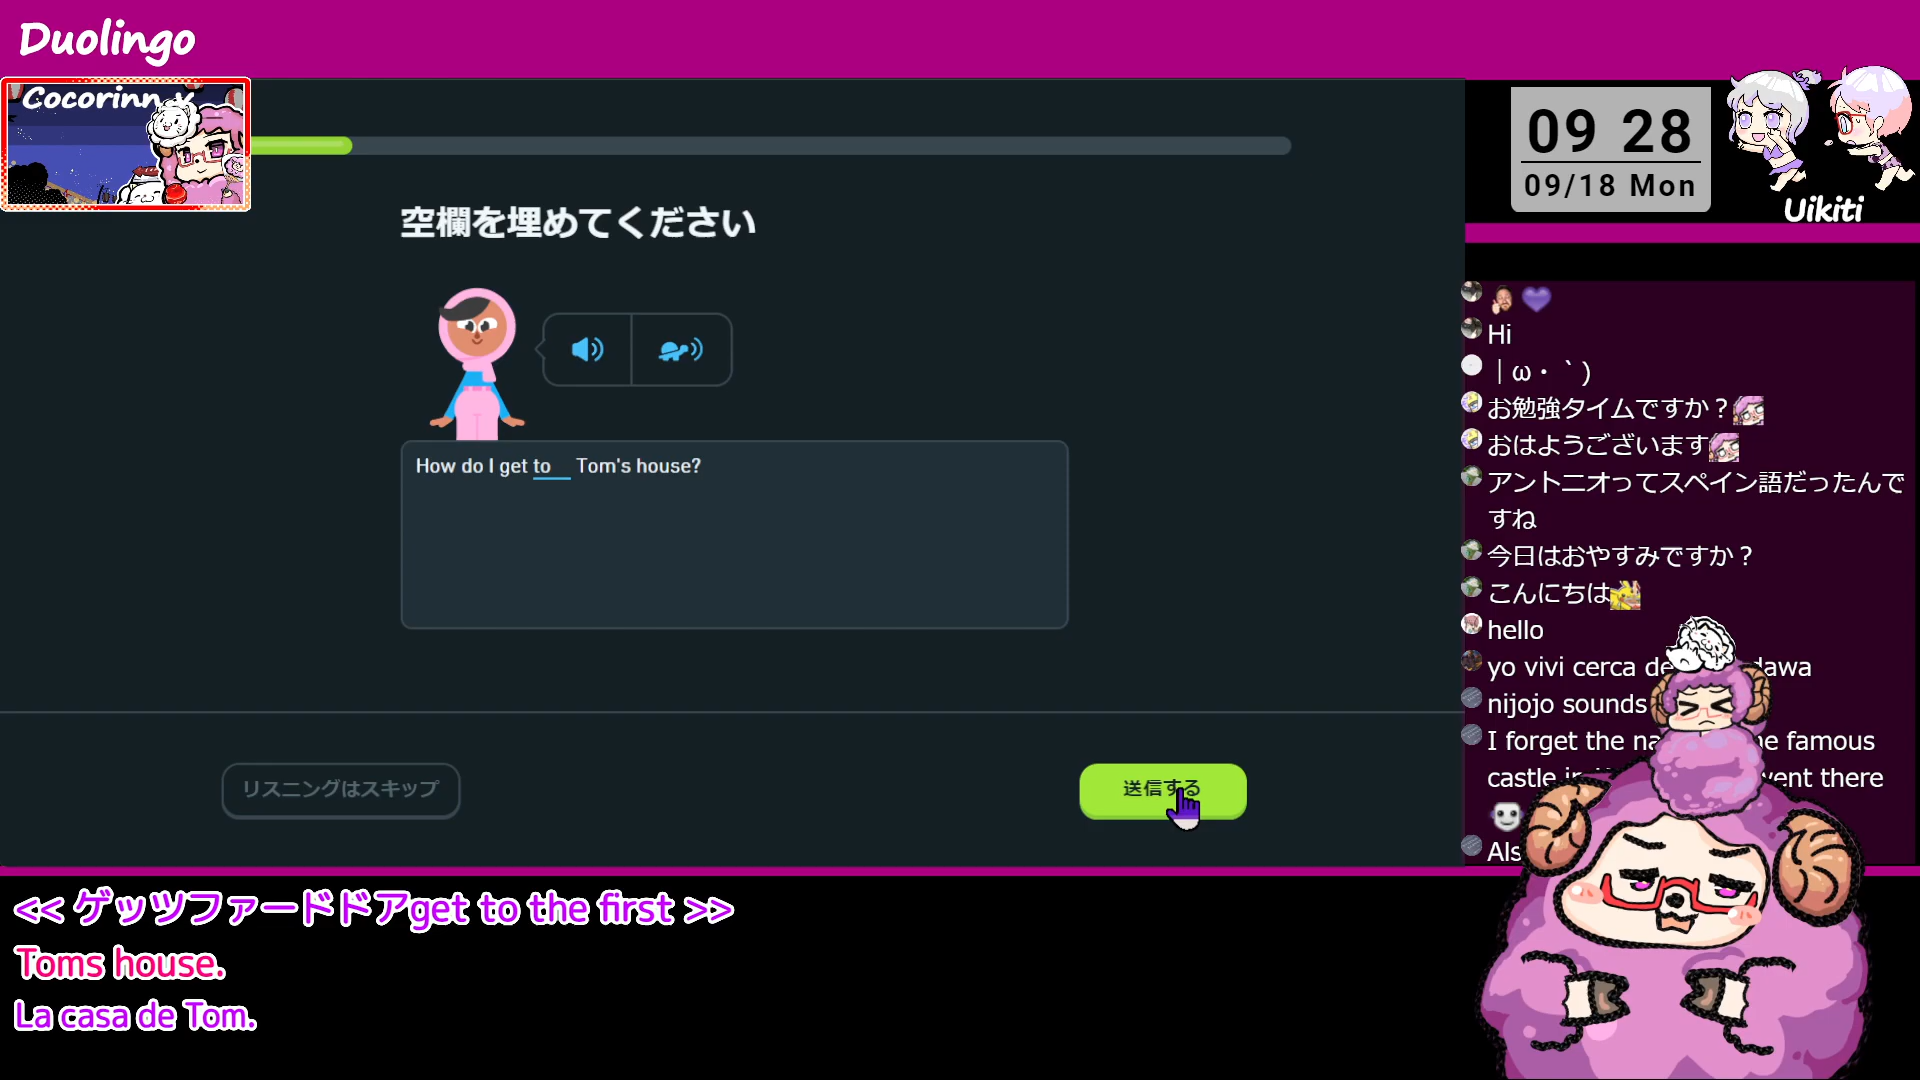 Duolingo
Cocorinn
09 28
09/18 Mon
Uikiti
空欄を埋めてください
How do I get to Tom's house?
リスニングはスキップ
送信する
Hi
｜ω・｀)
お勉強タイムですか？
おはようございます
アントニオってスペイン語だったんで
すね
今日はおやすみですか？
こんにちは
hello
yo vivi cerca de
nijojo sounds
I forget the famous
castle went there
<< ゲッツファードドアget to the first >>
Toms house.
La casa de Tom.